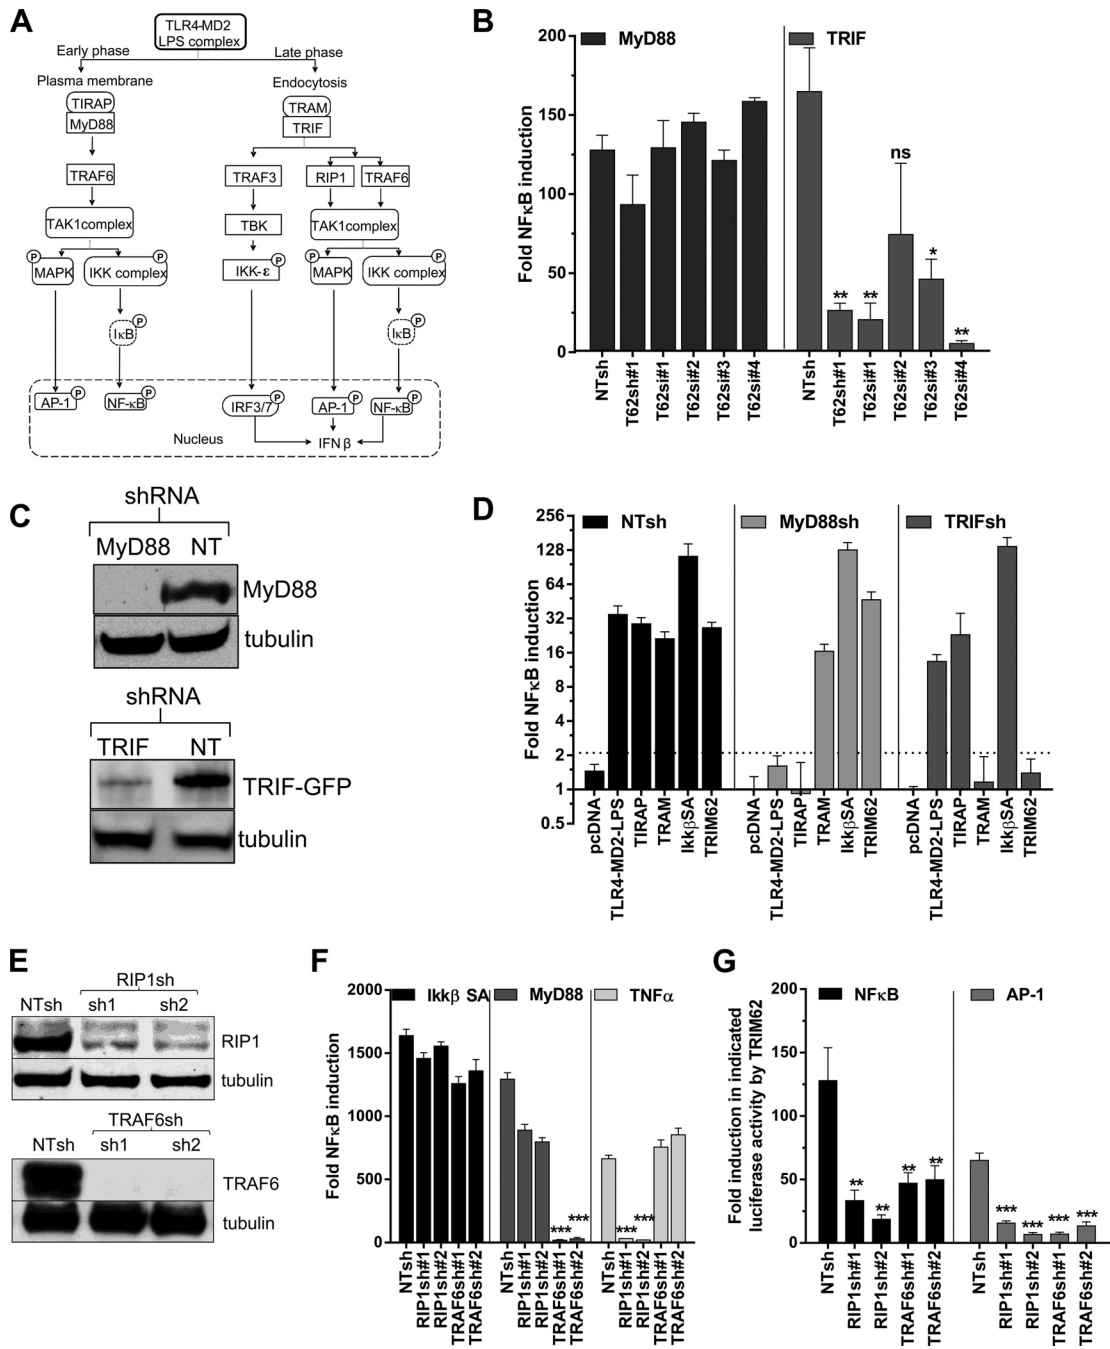 A
TLR4-MD2
LPS complex
Early phase
Late phase
Plasma membrane
Endocytosis
TIRAP
MyD88
TRAM
TRIF
TRAF6
TRAF3
RIP1
TRAF6
TAK1complex
TBK
TAK1complex
P
P
P
P
P
MAPK
IKK complex
IKK-ε
MAPK
IKK complex
P
IκB
P
IκB
P
P
P
P
P
AP-1
NF-κB
IRF3/7
AP-1
NF-κB
Nucleus
IFN β
B
MyD88
TRIF
Fold NFκB induction
200
150
100
50
0
ns
*
**
**
**
NTsh
T62sh#1
T62si#1
T62si#2
T62si#3
T62si#4
NTsh
T62sh#1
T62si#1
T62si#2
T62si#3
T62si#4
C
shRNA
MyD88 NT
MyD88
tubulin
shRNA
TRIF NT
TRIF-GFP
tubulin
D
NTsh
MyD88sh
TRIFsh
Fold NFκB induction
256
128
64
32
16
8
4
2
1
0.5
pcDNA
TLR4-MD2-LPS
TIRAP
TRAM
IkkβSA
TRIM62
pcDNA
TLR4-MD2-LPS
TIRAP
TRAM
IkkβSA
TRIM62
pcDNA
TLR4-MD2-LPS
TIRAP
TRAM
IkkβSA
TRIM62
E
RIP1sh
NTsh sh1 sh2
RIP1
tubulin
TRAF6sh
NTsh sh1 sh2
TRAF6
tubulin
F
Ikkβ SA
MyD88
TNFα
Fold NFκB induction
2000
1500
1000
500
0
***
***
***
***
NTsh
RIP1sh#1
RIP1sh#2
TRAF6sh#1
TRAF6sh#2
NTsh
RIP1sh#1
RIP1sh#2
TRAF6sh#1
TRAF6sh#2
NTsh
RIP1sh#1
RIP1sh#2
TRAF6sh#1
TRAF6sh#2
G
NFκB
AP-1
Fold induction in indicated
luciferase activity by TRIM62
200
150
100
50
0
**
**
**
**
***
***
***
***
NTsh
RIP1sh#1
RIP1sh#2
TRAF6sh#1
TRAF6sh#2
NTsh
RIP1sh#1
RIP1sh#2
TRAF6sh#1
TRAF6sh#2